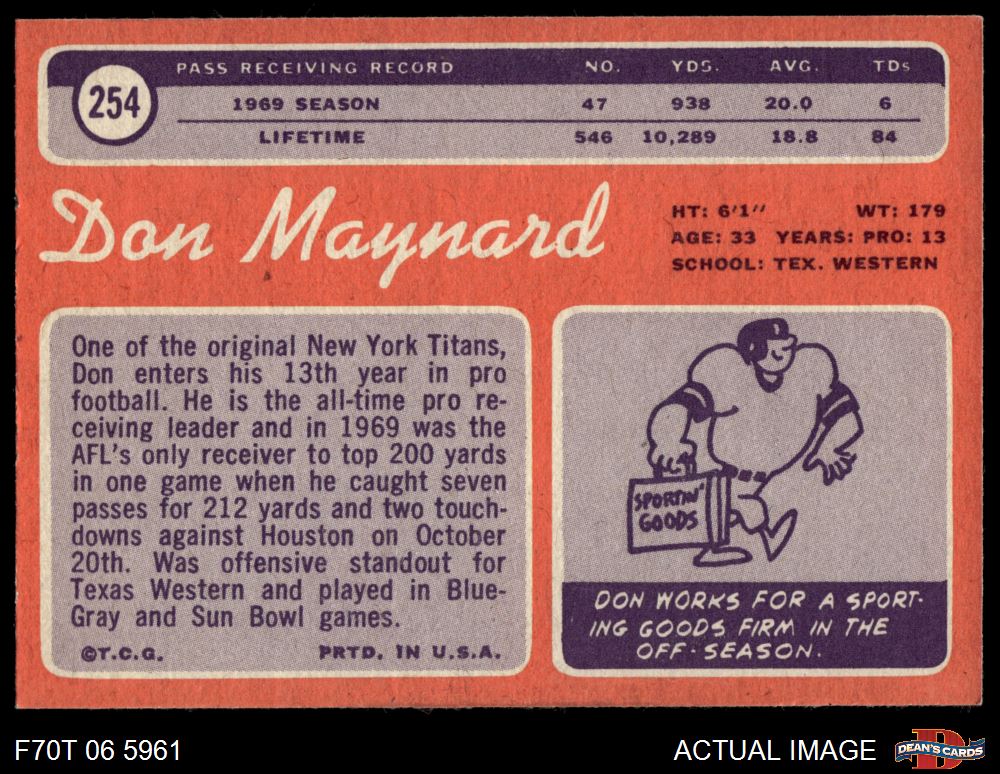 PASS RECEIVING RECORD NO. YDS. AVG. TDs
254
1969 SEASON 47 938 20.0 6
LIFETIME 546 10,289 18.8 84
Don Maynard
HT: 6'1" WT: 179
AGE: 33 YEARS: PRO: 13
SCHOOL: TEX. WESTERN
One of the original New York Titans,
Don enters his 13th year in pro
football. He is the all-time pro re-
ceiving leader and in 1969 was the
AFL's only receiver to top 200 yards
in one game when he caught seven
passes for 212 yards and two touch-
downs against Houston on October
20th. Was offensive standout for
Texas Western and played in Blue-
Gray and Sun Bowl games.
©T.C.G. PRTD. IN U.S.A.
SPORTIN'
GOODS
DON WORKS FOR A SPORT-
ING GOODS FIRM IN THE
OFF-SEASON.
F70T 06 5961 ACTUAL IMAGE
D
DEAN'S CARDS